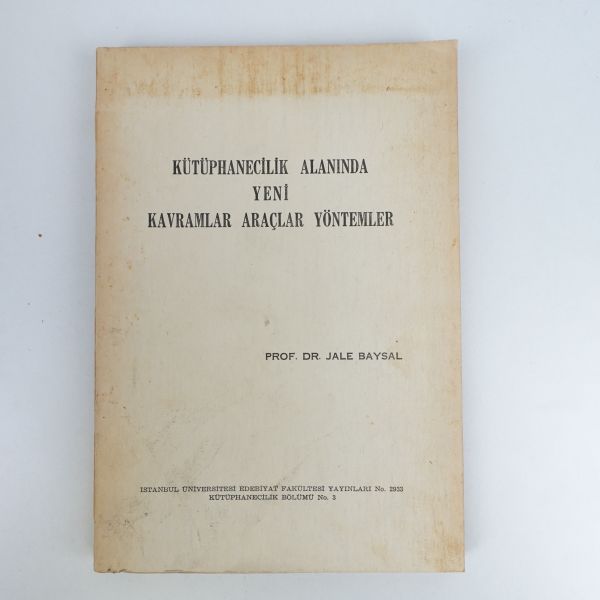 KÜTÜPHANECİLİK ALANINDA
YENİ
KAVRAMLAR ARAÇLAR YÖNTEMLER
PROF. DR. JALE BAYSAL
İSTANBUL ÜNİVERSİTESİ EDEBİYAT FAKÜLTESİ YAYINLARI No. 2933
KÜTÜPHANECİLİK BÖLÜMÜ No. 3